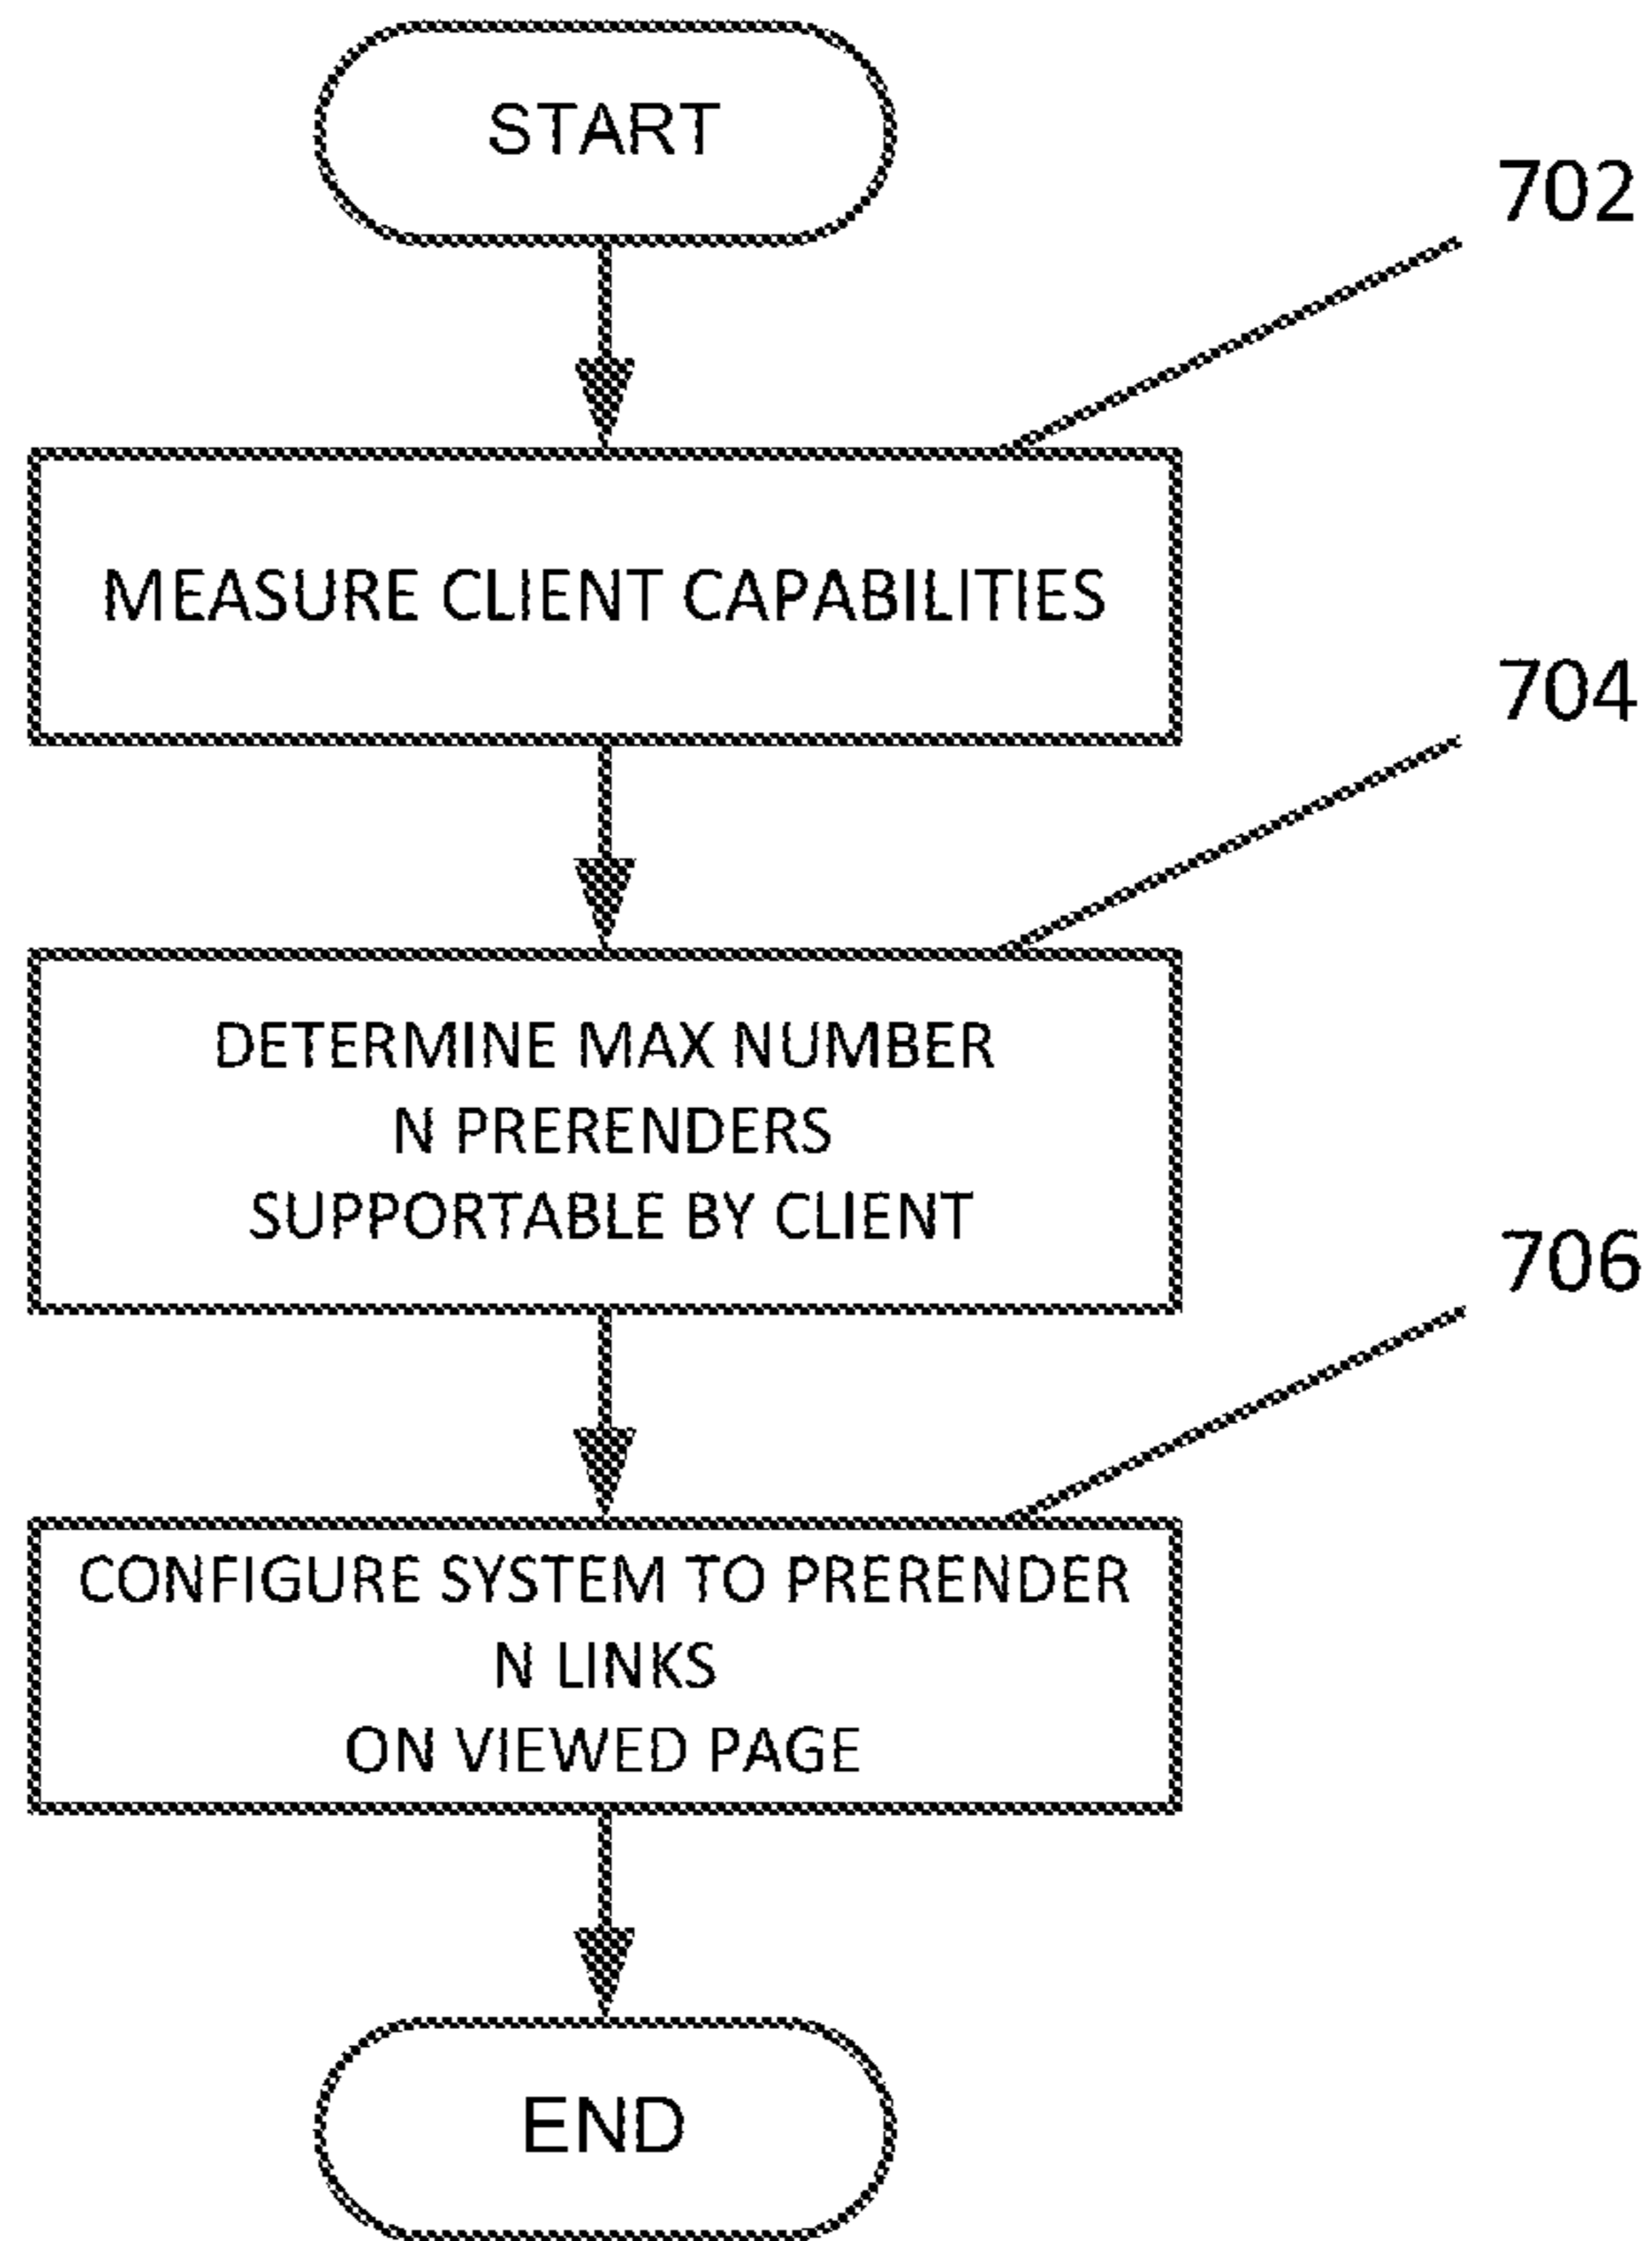 START
702
MEASURE CLIENT CAPABILITIES
704
DETERMINE MAX NUMBER
N PRERENDERS
SUPPORTABLE BY CLIENT
706
CONFIGURE SYSTEM TO PRERENDER
N LINKS
ON VIEWED PAGE
END